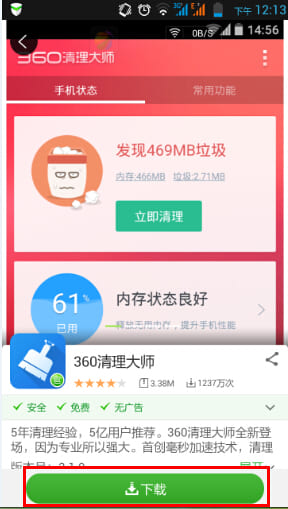 下午 12:13
0B/S 14:56
360清理大师
手机状态 常用功能
发现469MB垃圾
内存:466MB 垃圾:2.71MB
立即清理
61%
已用
内存状态良好
释放无用内存，提升手机性能
360清理大师
3.38M 1237万次
安全 免费 无广告
5年清理经验，5亿用户推荐。360清理大师全新登
场，因为专业所以强大。首创毫秒加速技术，清理
展开
下载